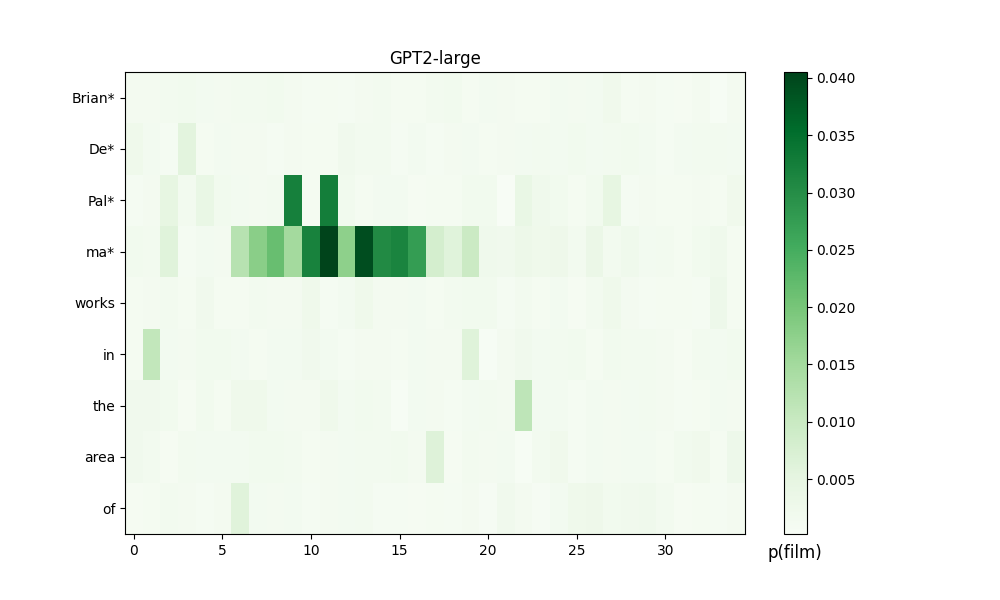 GPT2-large
Brian*
De*
Pal*
ma*
works
in
the
area
of
0 5 10 15 20 25 30
0.040
0.035
0.030
0.025
0.020
0.015
0.010
0.005
p(film)